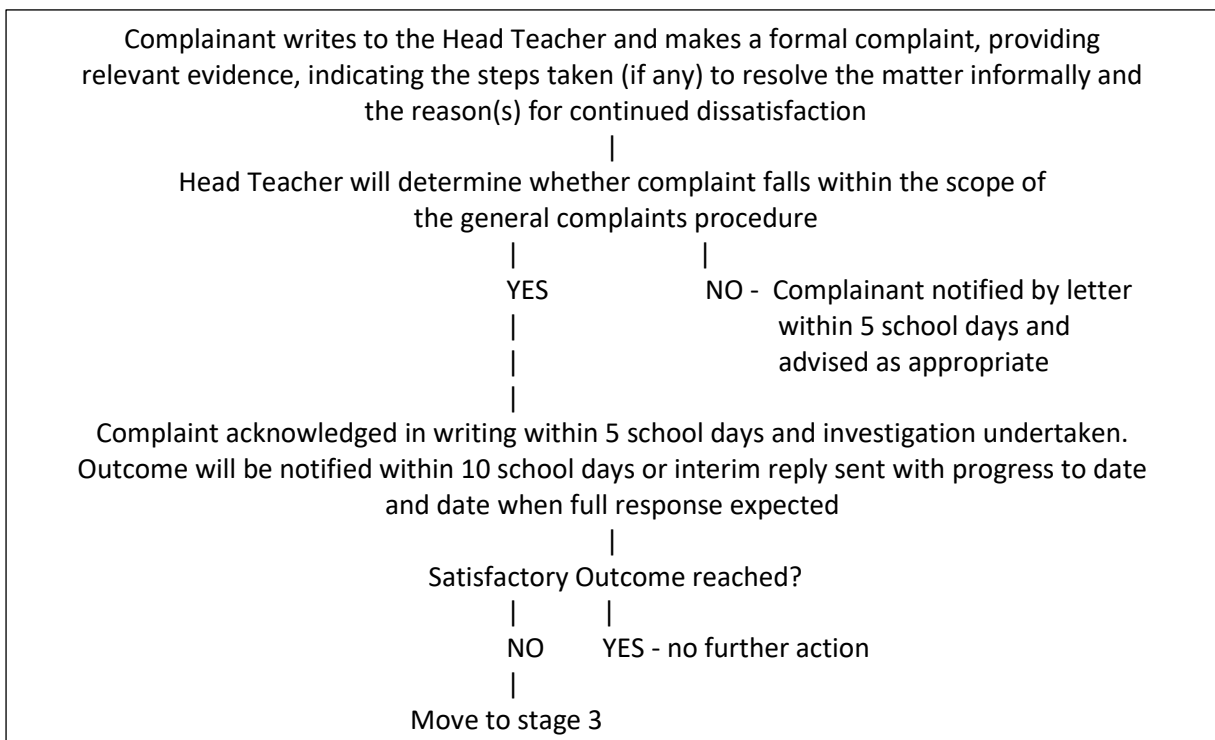 Complainant writes to the Head Teacher and makes a formal complaint, providing
relevant evidence, indicating the steps taken (if any) to resolve the matter informally and
the reason(s) for continued dissatisfaction
|
Head Teacher will determine whether complaint falls within the scope of
the general complaints procedure
| |
YES NO - Complainant notified by letter
| within 5 school days and
| advised as appropriate
|
Complaint acknowledged in writing within 5 school days and investigation undertaken.
Outcome will be notified within 10 school days or interim reply sent with progress to date
and date when full response expected
|
Satisfactory Outcome reached?
| |
NO YES - no further action
|
Move to stage 3